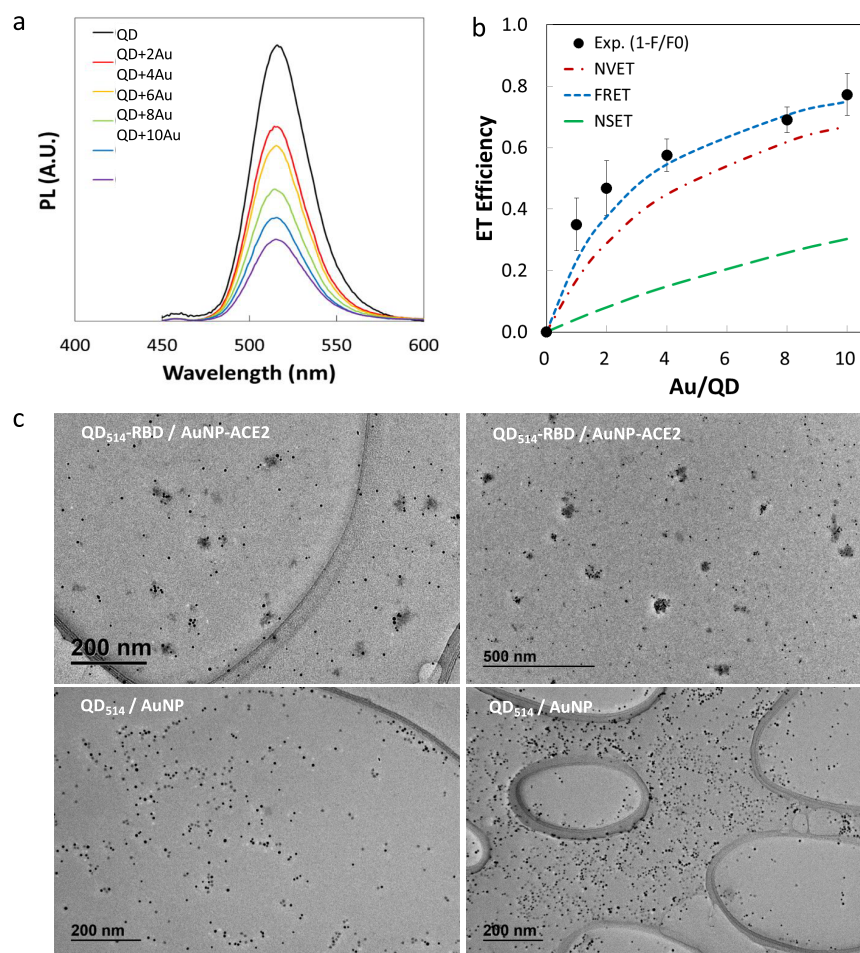 a
QD
QD+2Au
QD+4Au
QD+6Au
QD+8Au
QD+10Au
PL (A.U.)
400 450 500 550 600
Wavelength (nm)
b
Exp. (1-F/F0)
NVET
FRET
NSET
1.0
0.8
0.6
0.4
0.2
0.0
ET Efficiency
0 2 4 6 8 10
Au/QD
c
QD₅₁₄-RBD / AuNP-ACE2
200 nm
QD₅₁₄-RBD / AuNP-ACE2
500 nm
QD₅₁₄ / AuNP
200 nm
QD₅₁₄ / AuNP
200 nm